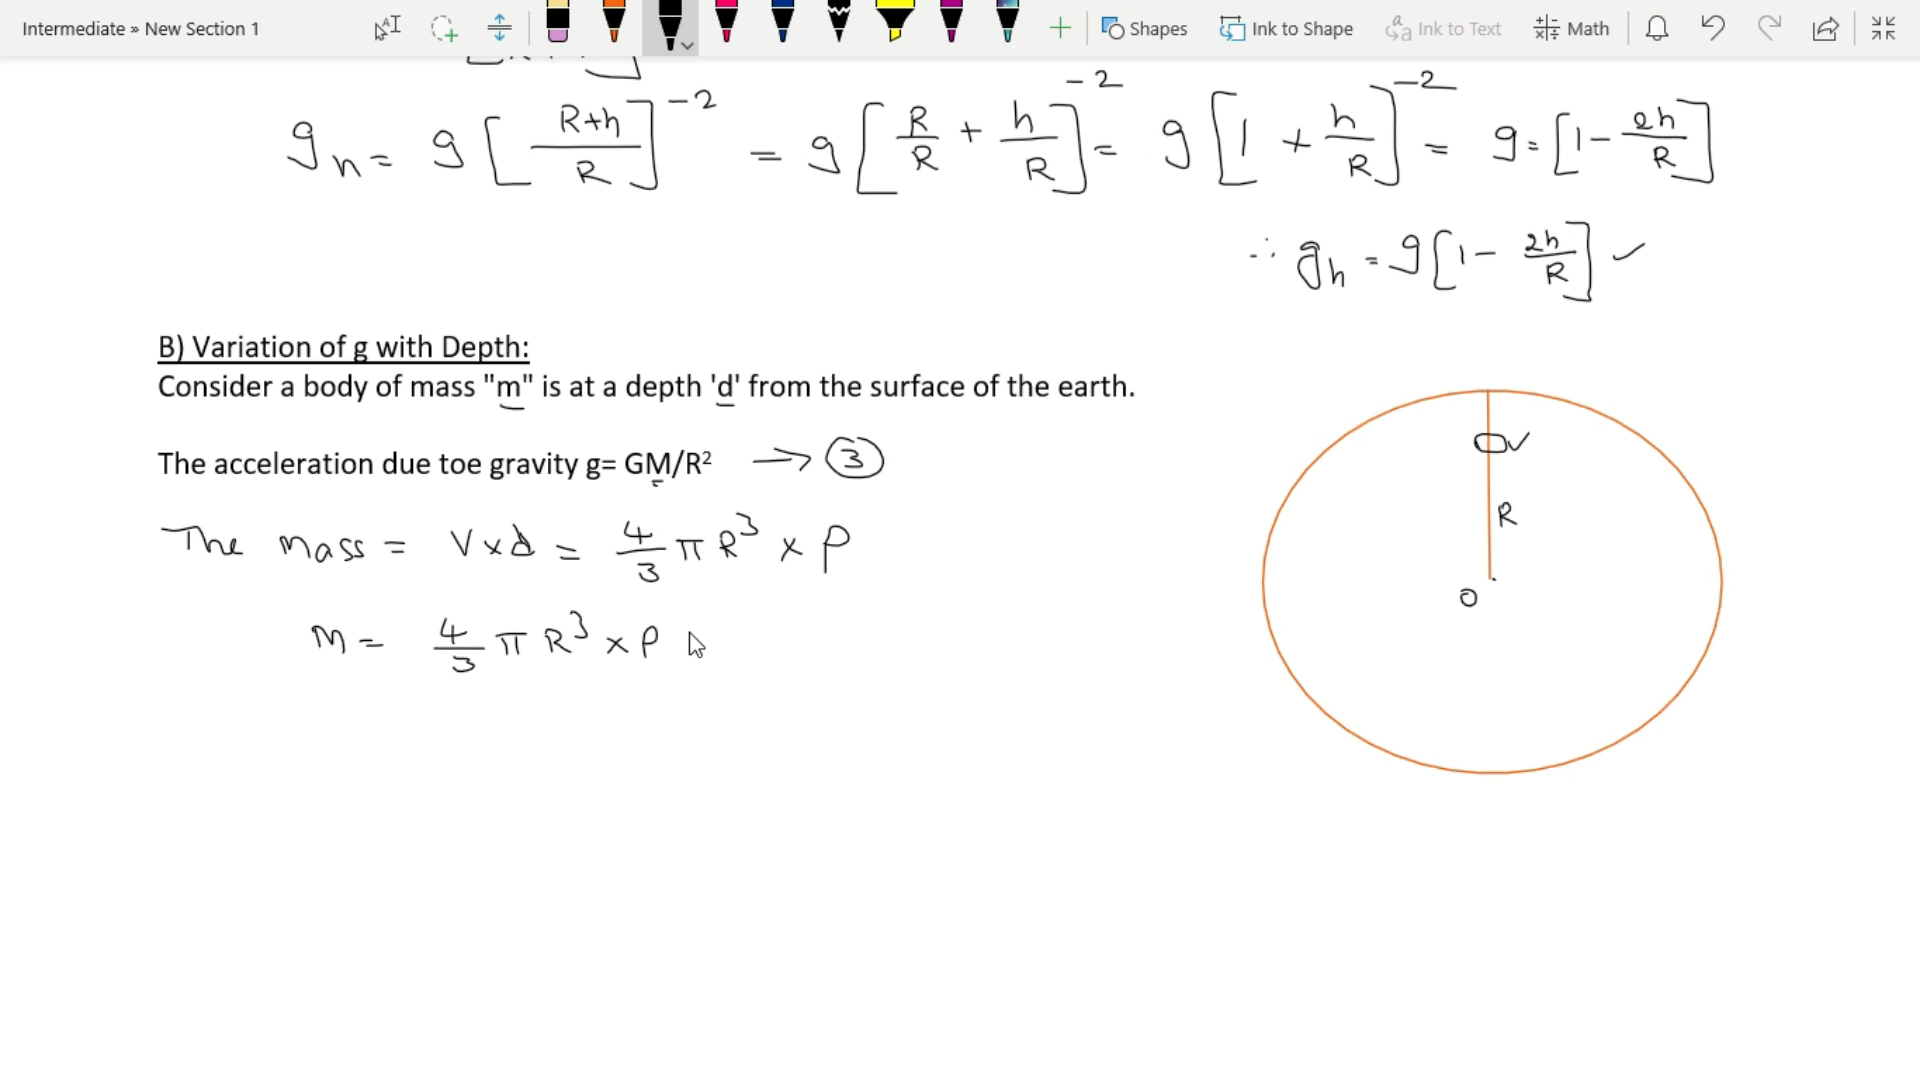 Intermediate » New Section 1 Shapes Ink to Shape Ink to Text Math
gh = g [R+h/R]^-2 = g [R/R + h/R]^-2 = g [1 + h/R]^-2 = g = [1 - 2h/R]
∴ gh = g [1 - 2h/R] ✓
B) Variation of g with Depth:
Consider a body of mass "m" is at a depth 'd' from the surface of the earth.
The acceleration due toe gravity g= GM/R² → ③
The mass = V x d = 4/3 π R³ x ρ
R
M = 4/3 π R³ x ρ
O